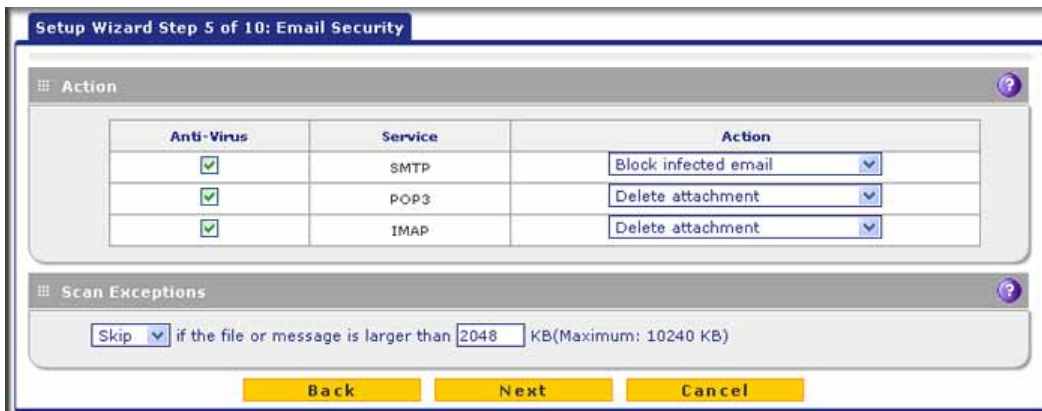 Setup Wizard Step 5 of 10: Email Security
Action
?
Anti-Virus Service Action
SMTP Block infected email
POP3 Delete attachment
IMAP Delete attachment
Scan Exceptions
?
Skip if the file or message is larger than 2048 KB(Maximum: 10240 KB)
Back Next Cancel